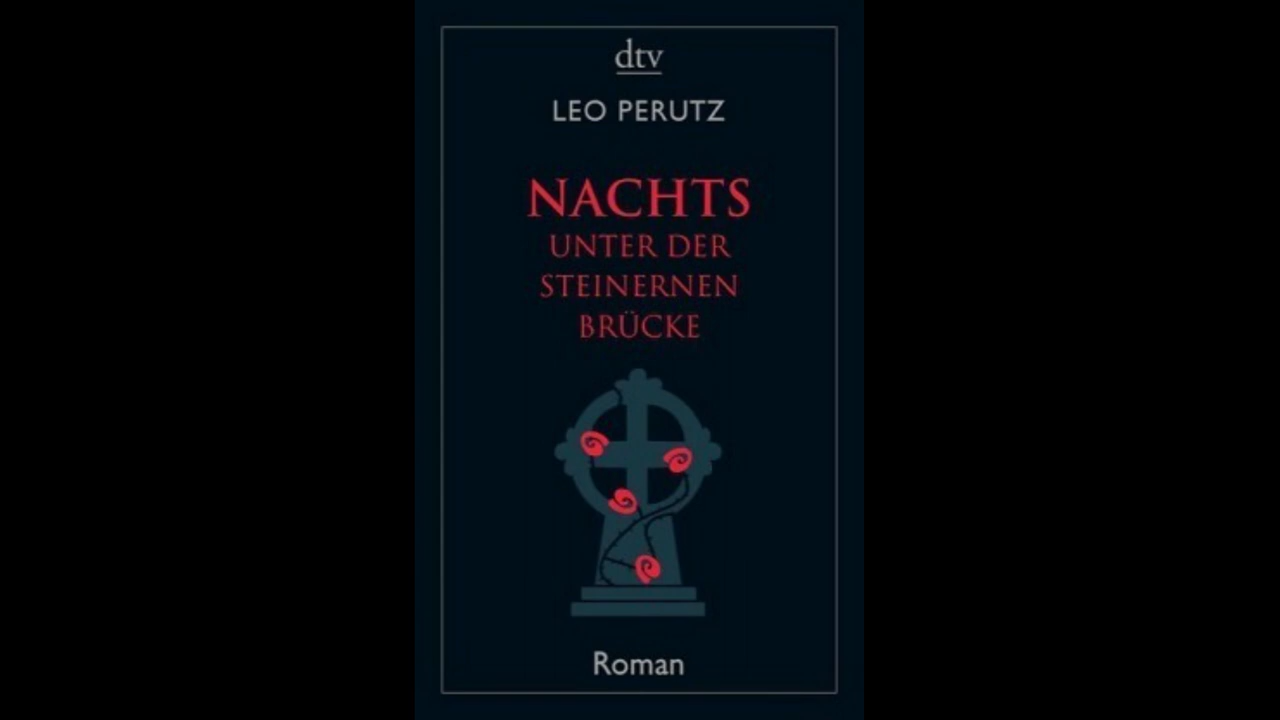 dtv
LEO PERUTZ
NACHTS
UNTER DER
STEINERNEN
BRÜCKE
Roman